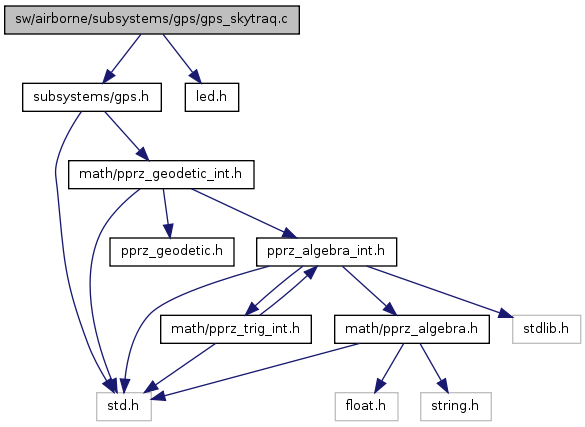 sw/airborne/subsystems/gps/gps_skytraq.c
subsystems/gps.h
led.h
math/pprz_geodetic_int.h
pprz_geodetic.h
pprz_algebra_int.h
math/pprz_trig_int.h
math/pprz_algebra.h
stdlib.h
std.h
float.h
string.h